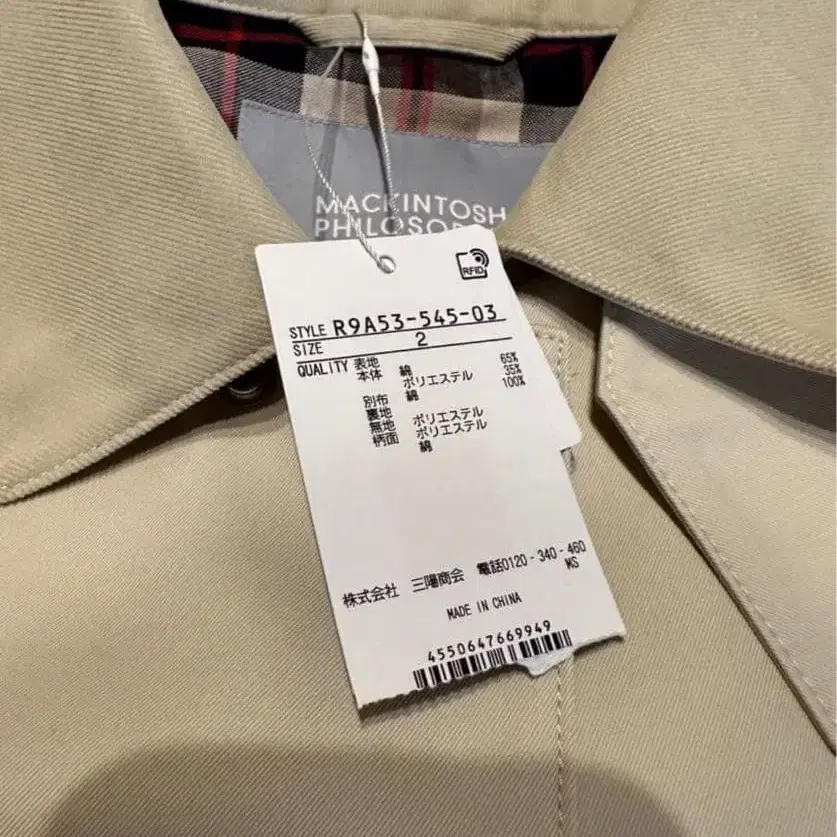 MACKINTOSH
RFID
STYLE R9A53-545-03
SIZE 2
QUALITY 表地
本体 綿 65%
ポリエステル 35%
別布 綿 100%
裏地
無地 ポリエステル
柄面 ポリエステル
綿
株式会社 三陽商会 電話0120-340-460
MS
MADE IN CHINA
4550647669949